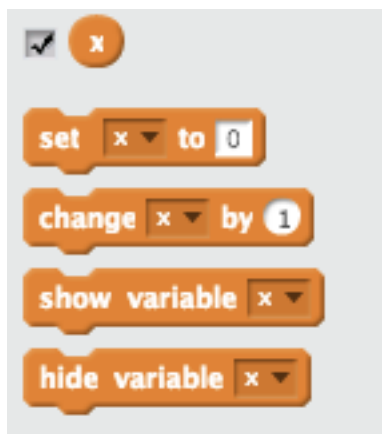 x
set x to 0
change x by 1
show variable x
hide variable x